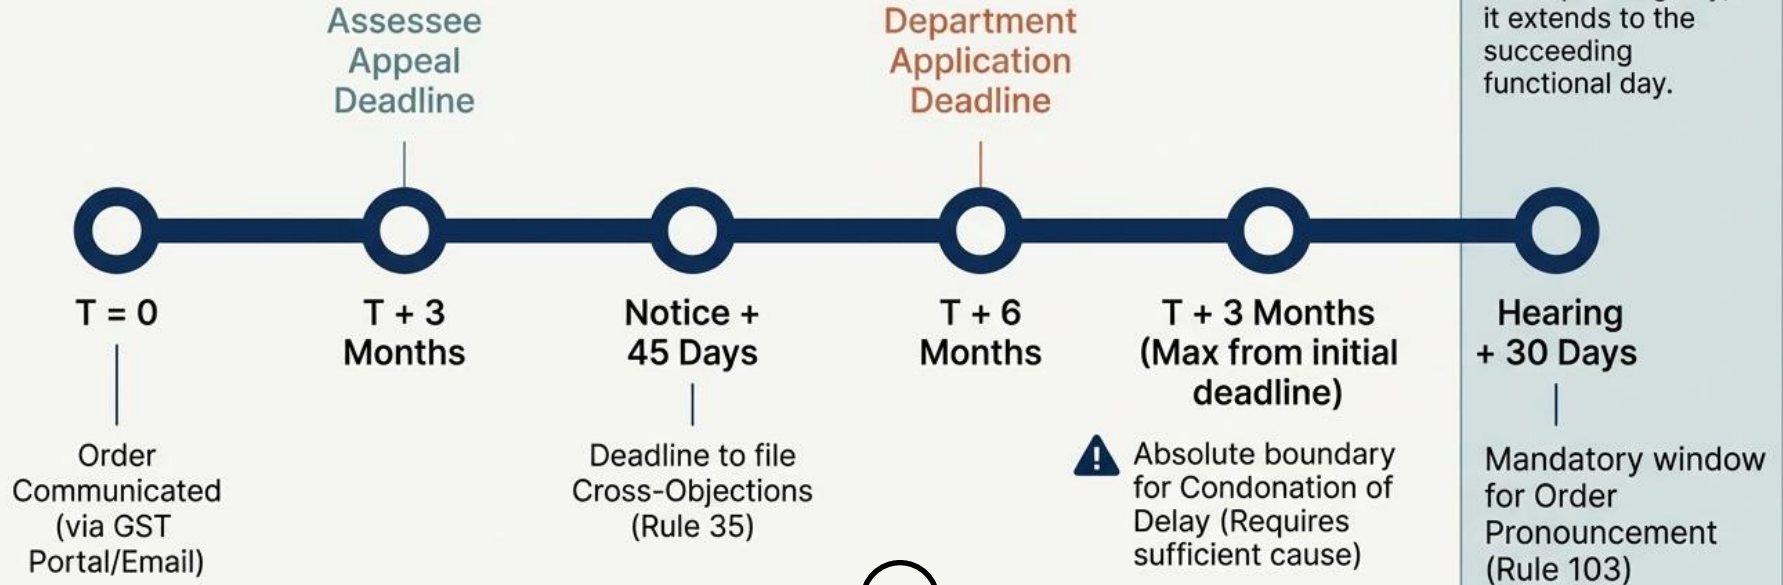 Assessee
Appeal
Deadline
Department
Application
Deadline
it extends to the
succeeding
functional day.
T = 0
T + 3
Months
Notice +
45 Days
T + 6
Months
T + 3 Months
(Max from initial
deadline)
Hearing
+ 30 Days
Order
Communicated
(via GST
Portal/Email)
Deadline to file
Cross-Objections
(Rule 35)
Absolute boundary
for Condonation of
Delay (Requires
sufficient cause)
Mandatory window
for Order
Pronouncement
(Rule 103)